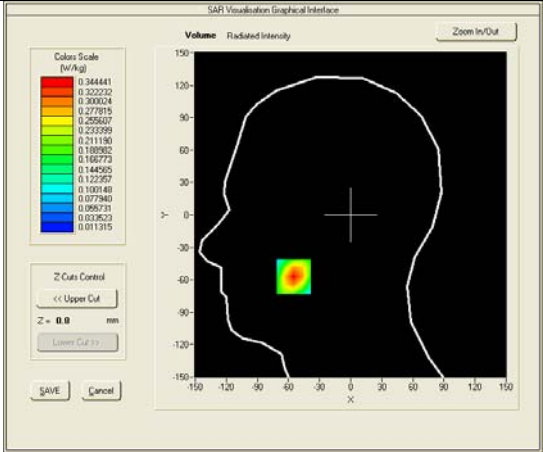 SAR Visualisation Graphical Interface
Volume Radiated Intensity
Zoom In/Out
Colors Scale
(W/kg)
0.344441
0.322232
0.300024
0.277815
0.255607
0.233399
0.211190
0.188982
0.166773
0.144565
0.122357
0.100148
0.077940
0.055731
0.033523
0.011315
Z Cuts Control
<< Upper Cut
Z = 0.0 mm
Lower Cut >>
SAVE Cancel
150
120
90
60
30
0
-30
-60
-90
-120
-150
Y
-150 -120 -90 -60 -30 0 30 60 90 120 150
X